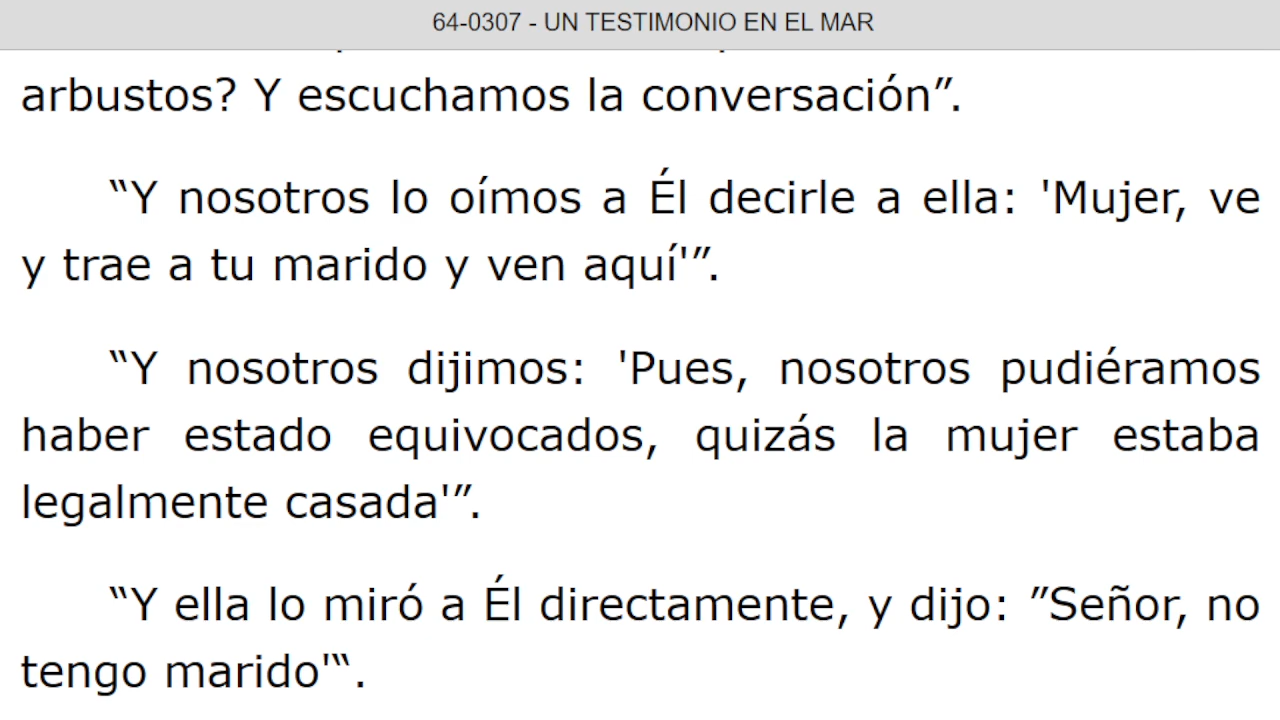 64-0307 - UN TESTIMONIO EN EL MAR
arbustos? Y escuchamos la conversación”.
“Y nosotros lo oímos a Él decirle a ella: 'Mujer, ve
y trae a tu marido y ven aquí'”.
“Y nosotros dijimos: 'Pues, nosotros pudiéramos
haber estado equivocados, quizás la mujer estaba
legalmente casada'”.
“Y ella lo miró a Él directamente, y dijo: ”Señor, no
tengo marido'“.